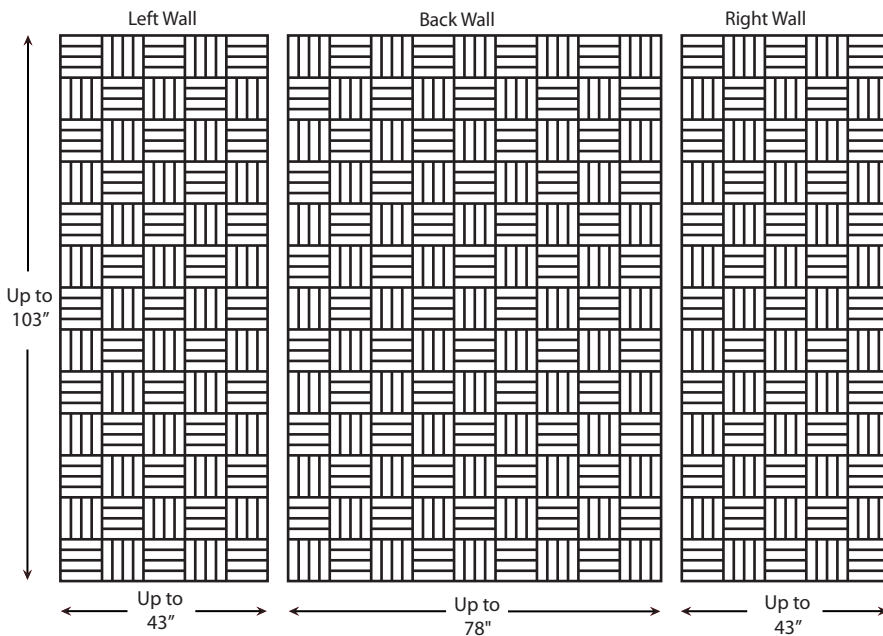 Left Wall
Back Wall
Right Wall
Up to
103”
Up to
43”
Up to
78"
Up to
43”